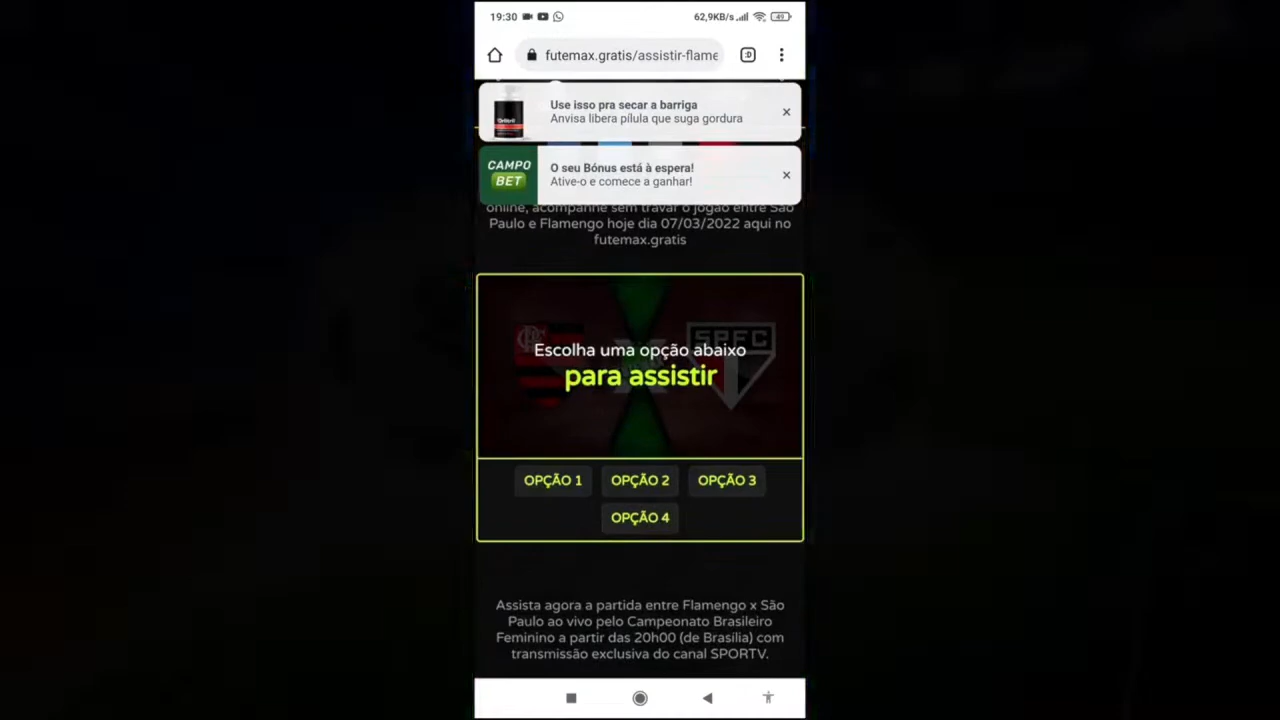 19:30
62,9KB/s
49
futemax.gratis/assistir-flame
:D
Use isso pra secar a barriga
Anvisa libera pílula que suga gordura
CAMPO
BET
O seu Bónus está à espera!
Ative-o e comece a ganhar!
online, acompanhe sem travar o jogão entre São
Paulo e Flamengo hoje dia 07/03/2022 aqui no
futemax.gratis
SPFC
Escolha uma opção abaixo
para assistir
OPÇÃO 1
OPÇÃO 2
OPÇÃO 3
OPÇÃO 4
Assista agora a partida entre Flamengo x São
Paulo ao vivo pelo Campeonato Brasileiro
Feminino a partir das 20h00 (de Brasília) com
transmissão exclusiva do canal SPORTV.